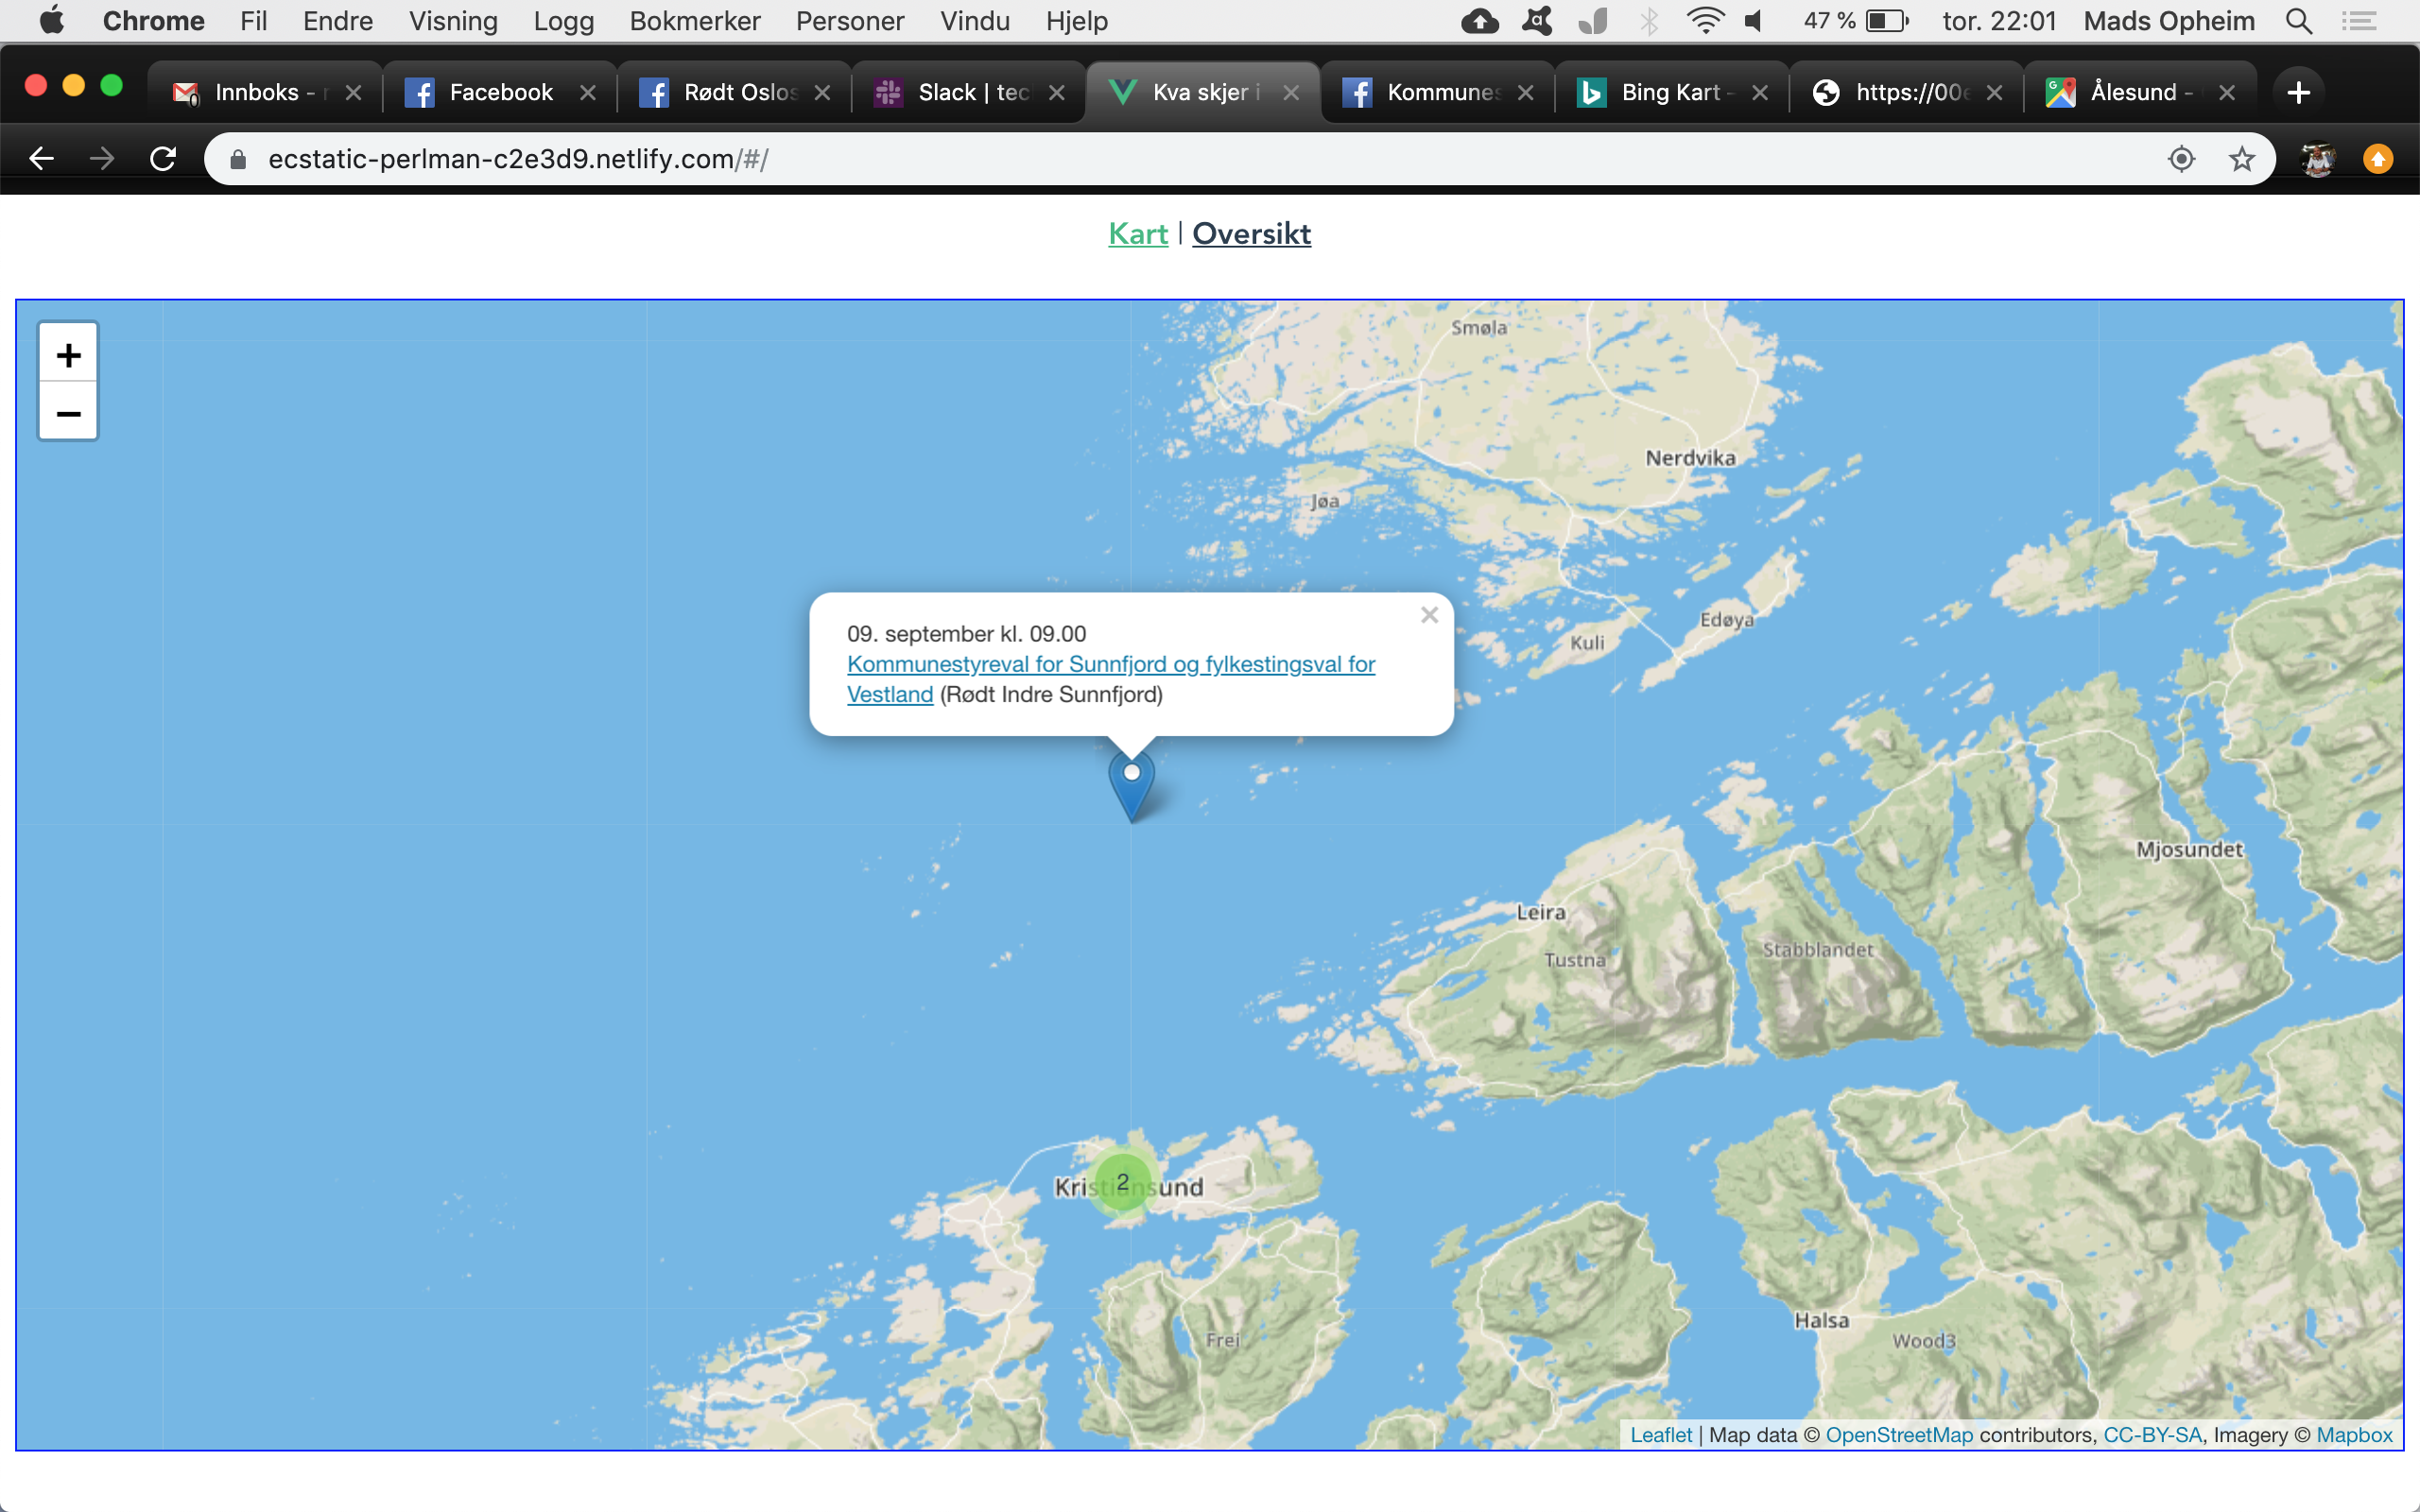 Chrome Fil Endre Visning Logg Bokmerker Personer Vindu Hjelp 47 % tor. 22:01 Mads Opheim
Innboks - Facebook Rødt Oslos Slack | tec Kva skjer i Kommunes Bing Kart - https://00 Ålesund -
ecstatic-perlman-c2e3d9.netlify.com/#/
Kart | Oversikt
+
−
Smøla
Nerdvika
Jøa
Edøya
Kuli
09. september kl. 09.00
Kommunestyreval for Sunnfjord og fylkestingsval for
Vestland (Rødt Indre Sunnfjord)
Mjosundet
Leira
Stabblandet
Tustna
Kristiansund
2
Halsa
Frei
Wood3
Leaflet | Map data © OpenStreetMap contributors, CC-BY-SA, Imagery © Mapbox